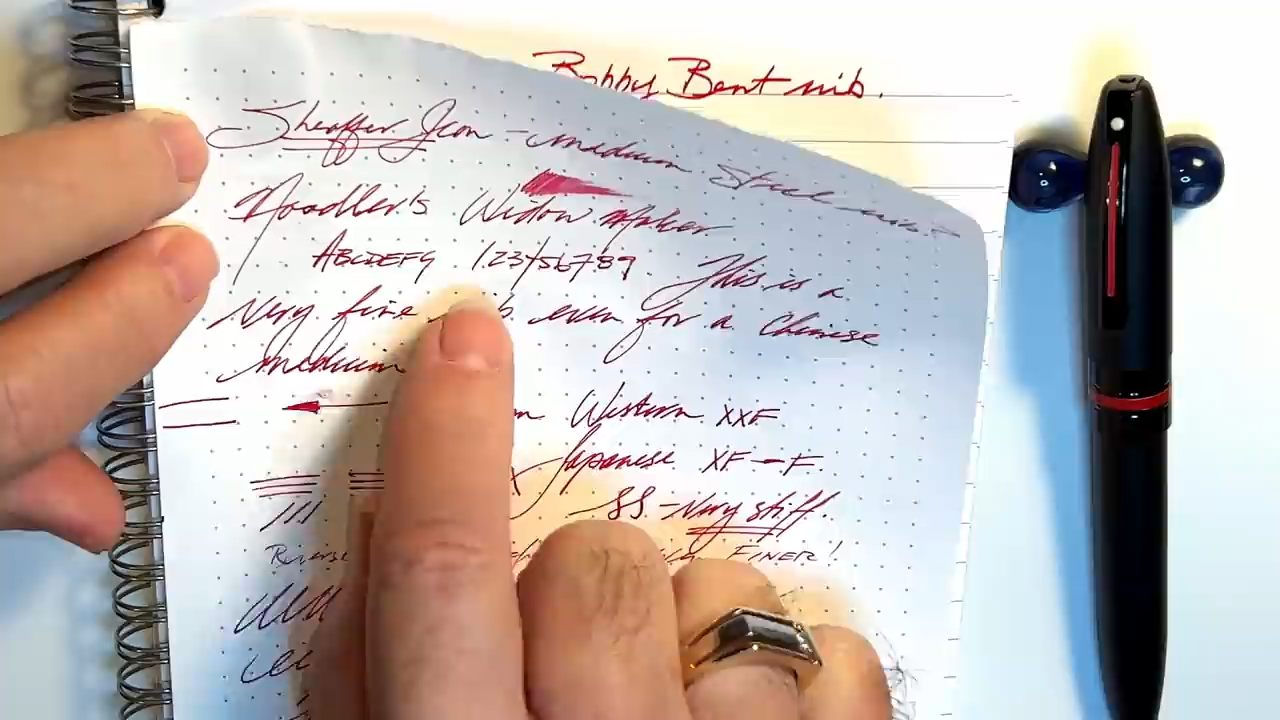 Bobby Bent nib.
Sheaffer Icon - medium Steel nib
Noodler's Widow Maker
ABCDEFG 123456789 This is a
Very fine nib even for a Chinese
medium
Western XXF
Japanese XF - F
SS - Very stiff.
Reverse FINER!